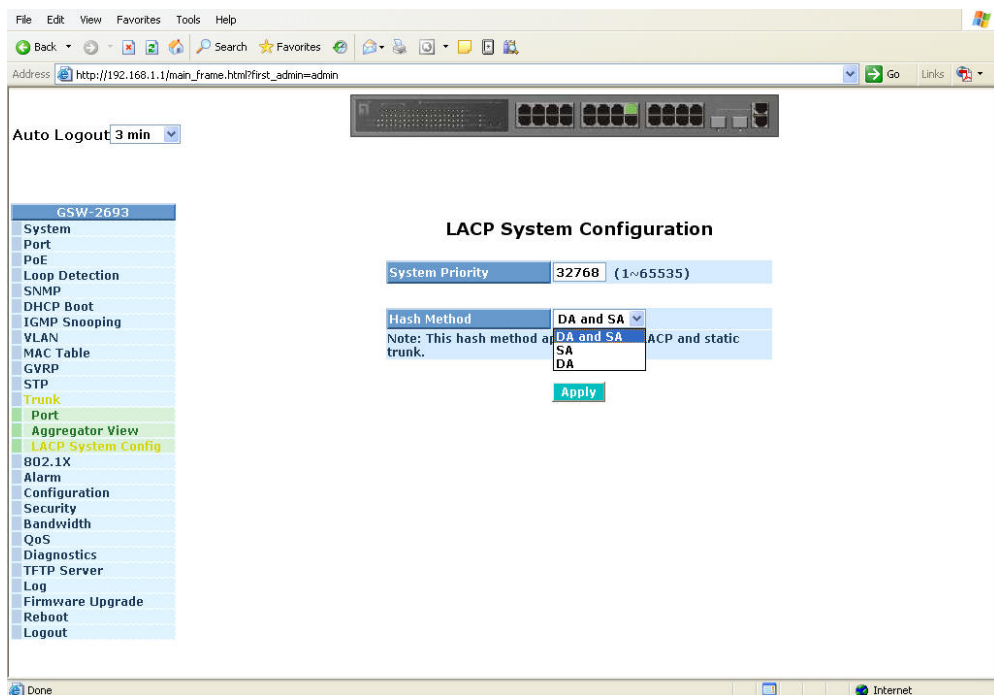 File Edit View Favorites Tools Help
Back Search Favorites
Address http://192.168.1.1/main_frame.html?first_admin=admin Go Links
Auto Logout 3 min
GSW-2693
System
Port
PoE
Loop Detection
SNMP
DHCP Boot
IGMP Snooping
VLAN
MAC Table
GVRP
STP
Trunk
Port
Aggregator View
LACP System Config
802.1X
Alarm
Configuration
Security
Bandwidth
QoS
Diagnostics
TFTP Server
Log
Firmware Upgrade
Reboot
Logout
LACP System Configuration
System Priority 32768 (1~65535)
Hash Method DA and SA
DA and SA
SA
DA
Note: This hash method ACP and static
trunk.
Apply
Done Internet